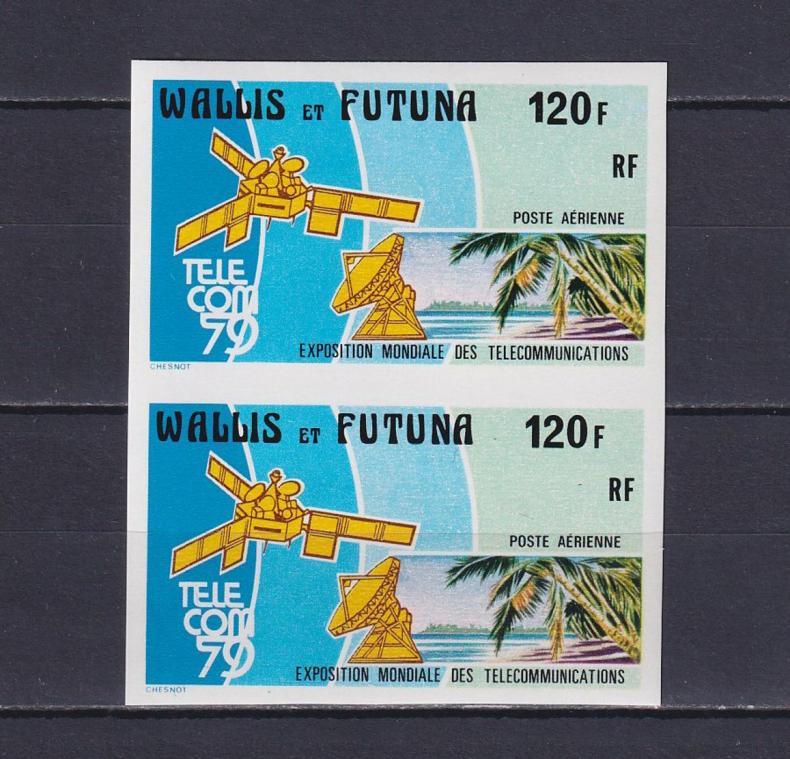 WALLIS ET FUTUNA 120F
RF
POSTE AÉRIENNE
TELE
COM
79
EXPOSITION MONDIALE DES TELECOMMUNICATIONS
CHESNOT
WALLIS ET FUTUNA 120F
RF
POSTE AÉRIENNE
TELE
COM
79
EXPOSITION MONDIALE DES TELECOMMUNICATIONS
CHESNOT